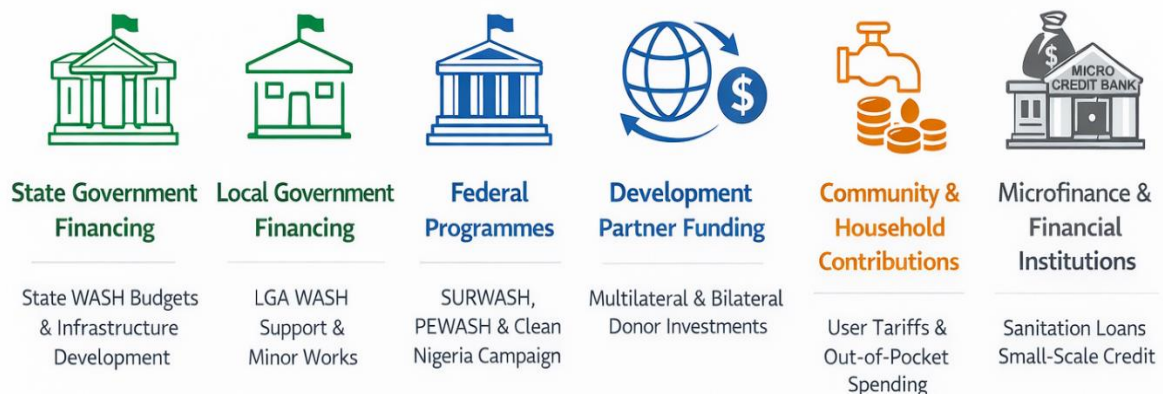 MICRO
CREDIT BANK
State Government
Financing
State WASH Budgets
& Infrastructure
Development
Local Government
Financing
LGA WASH
Support &
Minor Works
Federal
Programmes
SURWASH,
PEWASH & Clean
Nigeria Campaign
Development
Partner Funding
Multilateral & Bilateral
Donor Investments
Community &
Household
Contributions
User Tariffs &
Out-of-Pocket
Spending
Microfinance &
Financial
Institutions
Sanitation Loans
Small-Scale Credit